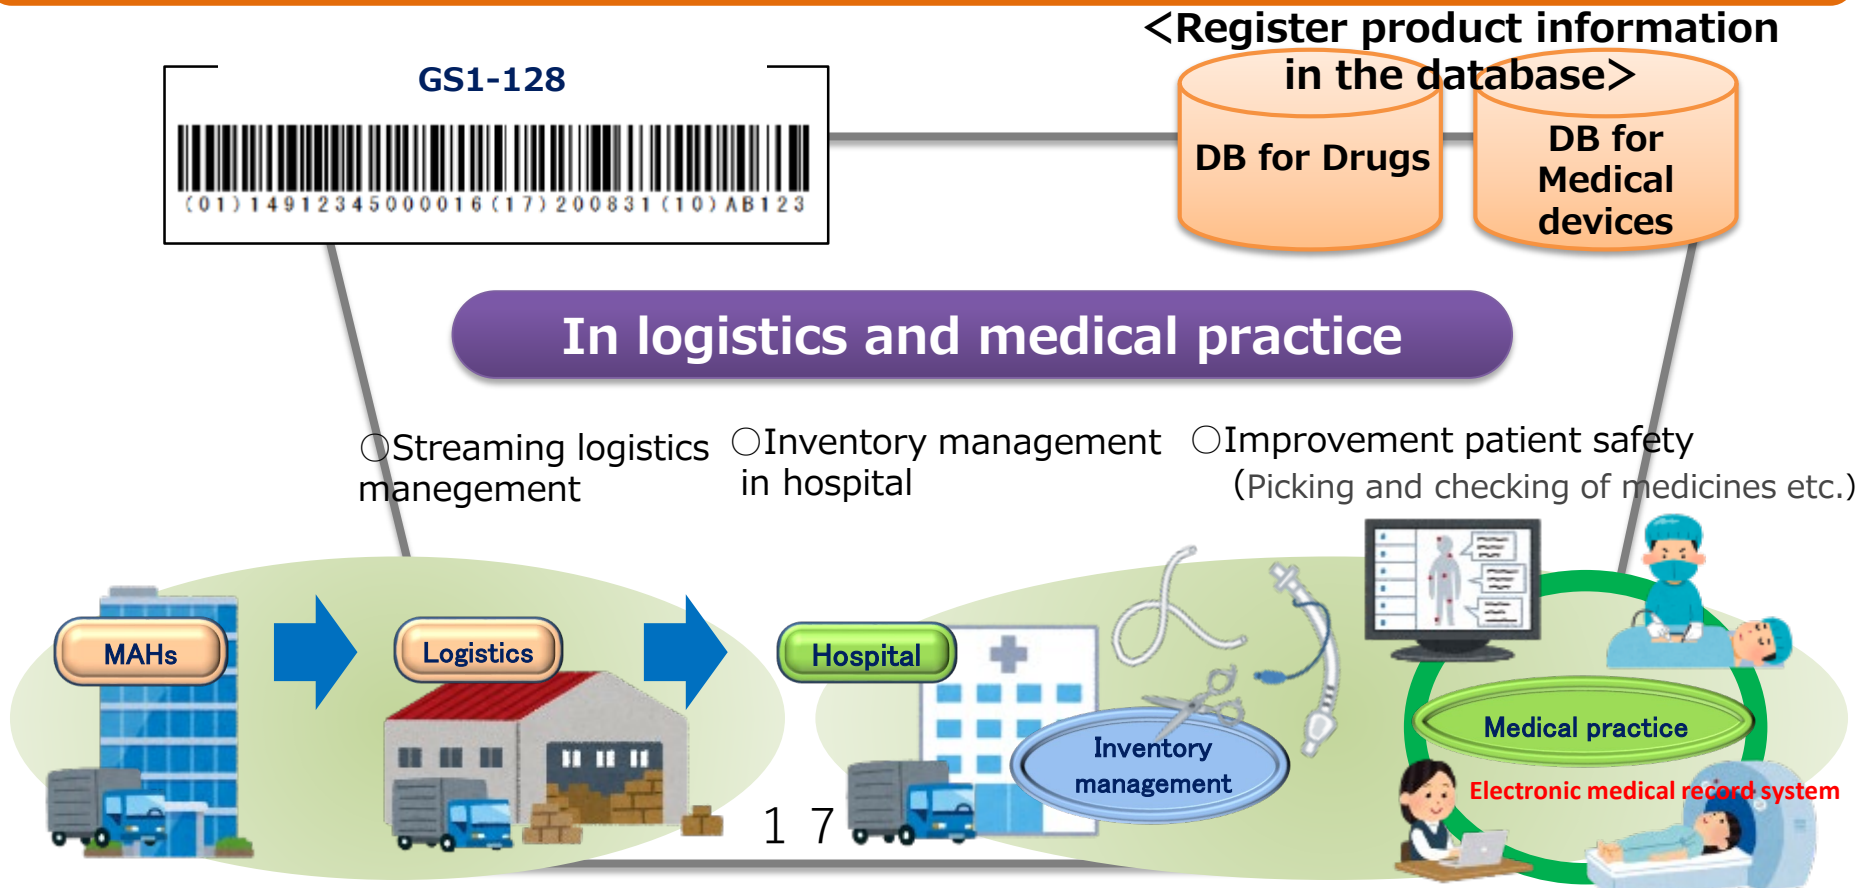 <Register product information
in the database>
GS1-128
(01)14912345000016(17)200831(10)AB123
DB for Drugs
DB for
Medical
devices
In logistics and medical practice
○Streaming logistics
manegement
○Inventory management
in hospital
○Improvement patient safety
(Picking and checking of medicines etc.)
MAHs
Logistics
Hospital
Inventory
management
Medical practice
Electronic medical record system
１７